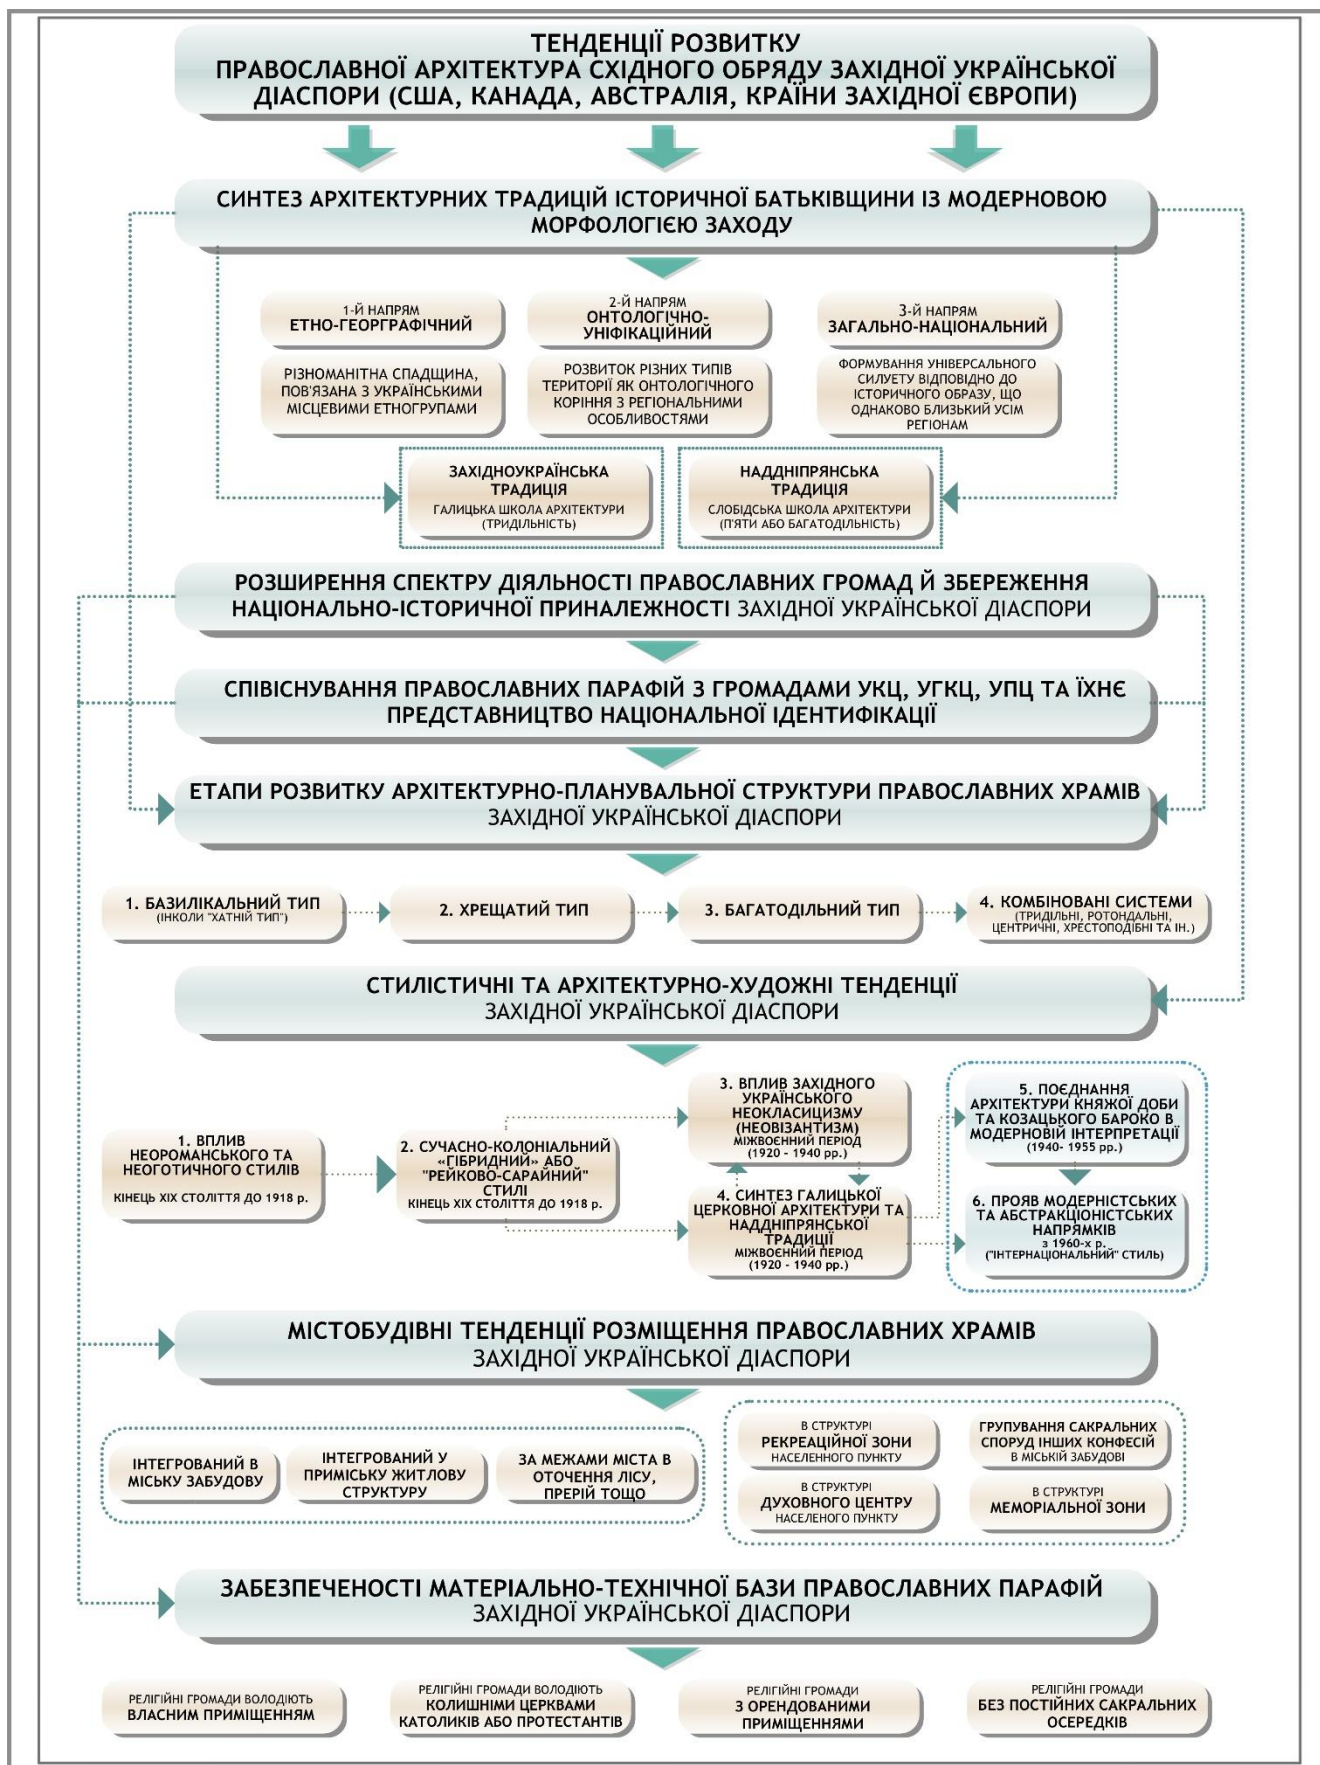 ТЕНДЕНЦІЇ РОЗВИТКУ
ПРАВОСЛАВНОЇ АРХІТЕКТУРА СХІДНОГО ОБРЯДУ ЗАХІДНОЇ УКРАЇНСЬКОЇ
ДІАСПОРИ (США, КАНАДА, АВСТРАЛІЯ, КРАЇНИ ЗАХІДНОЇ ЄВРОПИ)
СИНТЕЗ АРХІТЕКТУРНИХ ТРАДИЦІЙ ІСТОРИЧНОЇ БАТЬКІВЩИНИ ІЗ МОДЕРНОВОЮ
МОРФОЛОГІЄЮ ЗАХОДУ
1-Й НАПРЯМ
ЕТНО-ГЕОРГРАФІЧНИЙ
2-Й НАПРЯМ
ОНТОЛОГІЧНО-
УНІФІКАЦІЙНИЙ
3-Й НАПРЯМ
ЗАГАЛЬНО-НАЦІОНАЛЬНИЙ
РІЗНОМАНІТНА СПАДЩИНА,
ПОВ'ЯЗАНА З УКРАЇНСЬКИМИ
МІСЦЕВИМИ ЕТНОГРУПАМИ
РОЗВИТОК РІЗНИХ ТИПІВ
ТЕРИТОРІЇ ЯК ОНТОЛОГІЧНОГО
КОРІННЯ З РЕГІОНАЛЬНИМИ
ОСОБЛИВОСТЯМИ
ФОРМУВАННЯ УНІВЕРСАЛЬНОГО
СИЛУЕТУ ВІДПОВІДНО ДО
ІСТОРИЧНОГО ОБРАЗУ, ЩО
ОДНАКОВО БЛИЗЬКИЙ УСІМ
РЕГІОНАМ
ЗАХІДНОУКРАЇНСЬКА
ТРАДИЦІЯ
ГАЛИЦЬКА ШКОЛА АРХІТЕКТУРИ
(ТРИДІЛЬНІСТЬ)
НАДДНІПРЯНСЬКА
ТРАДИЦІЯ
СЛОБІДСЬКА ШКОЛА АРХІТЕКТУРИ
(П'ЯТИ АБО БАГАТОДІЛЬНІСТЬ)
РОЗШИРЕННЯ СПЕКТРУ ДІЯЛЬНОСТІ ПРАВОСЛАВНИХ ГРОМАД Й ЗБЕРЕЖЕННЯ
НАЦІОНАЛЬНО-ІСТОРИЧНОЇ ПРИНАЛЕЖНОСТІ ЗАХІДНОЇ УКРАЇНСЬКОЇ ДІАСПОРИ
СПІВІСНУВАННЯ ПРАВОСЛАВНИХ ПАРАФІЙ З ГРОМАДАМИ УКЦ, УГКЦ, УПЦ ТА ЇХНЄ
ПРЕДСТАВНИЦТВО НАЦІОНАЛЬНОЇ ІДЕНТИФІКАЦІЇ
ЕТАПИ РОЗВИТКУ АРХІТЕКТУРНО-ПЛАНУВАЛЬНОЇ СТРУКТУРИ ПРАВОСЛАВНИХ ХРАМІВ
ЗАХІДНОЇ УКРАЇНСЬКОЇ ДІАСПОРИ
1. БАЗИЛІКАЛЬНИЙ ТИП
(ІНКОЛИ "ХАТНІЙ ТИП")
2. ХРЕЩАТИЙ ТИП
3. БАГАТОДІЛЬНИЙ ТИП
4. КОМБІНОВАНІ СИСТЕМИ
(ТРИДІЛЬНІ, РОТОНДАЛЬНІ,
ЦЕНТРИЧНІ, ХРЕСТОПОДІБНІ ТА ІН.)
СТИЛІСТИЧНІ ТА АРХІТЕКТУРНО-ХУДОЖНІ ТЕНДЕНЦІЇ
ЗАХІДНОЇ УКРАЇНСЬКОЇ ДІАСПОРИ
1. ВПЛИВ
НЕОРОМАНСЬКОГО ТА
НЕОГОТИЧНОГО СТИЛІВ
КІНЕЦЬ ХІХ СТОЛІТТЯ ДО 1918 р.
2. СУЧАСНО-КОЛОНІАЛЬНИЙ
«ГІБРИДНИЙ» АБО
"РЕЙКОВО-САРАЙНИЙ"
СТИЛІ
КІНЕЦЬ ХІХ СТОЛІТТЯ ДО 1918 р.
3. ВПЛИВ ЗАХІДНОГО
УКРАЇНСЬКОГО
НЕОКЛАСИЦИЗМУ
(НЕОВІЗАНТИЗМ)
МІЖВОЄННИЙ ПЕРІОД
(1920 - 1940 рр.)
4. СИНТЕЗ ГАЛИЦЬКОЇ
ЦЕРКОВНОЇ АРХІТЕКТУРИ ТА
НАДДНІПРЯНСЬКОЇ
ТРАДИЦІЇ
МІЖВОЄННИЙ ПЕРІОД
(1920 - 1940 рр.)
5. ПОЄДНАННЯ
АРХІТЕКТУРИ КНЯЖОЇ ДОБИ
ТА КОЗАЦЬКОГО БАРОКО В
МОДЕРНОВІЙ ІНТЕРПРЕТАЦІЇ
(1940- 1955 рр.)
6. ПРОЯВ МОДЕРНІСТСЬКИХ
ТА АБСТРАКЦІОНІСТСЬКИХ
НАПРЯМКІВ
з 1960-х р.
("ІНТЕРНАЦІОНАЛЬНИЙ" СТИЛЬ)
МІСТОБУДІВНІ ТЕНДЕНЦІЇ РОЗМІЩЕННЯ ПРАВОСЛАВНИХ ХРАМІВ
ЗАХІДНОЇ УКРАЇНСЬКОЇ ДІАСПОРИ
ІНТЕГРОВАНИЙ В
МІСЬКУ ЗАБУДОВУ
ІНТЕГРОВАНИЙ У
ПРИМІСЬКУ ЖИТЛОВУ
СТРУКТУРУ
ЗА МЕЖАМИ МІСТА В
ОТОЧЕННЯ ЛІСУ,
ПРЕРІЙ ТОЩО
В СТРУКТУРІ
РЕКРЕАЦІЙНОЇ ЗОНИ
НАСЕЛЕННОГО ПУНКТУ
ГРУПУВАННЯ САКРАЛЬНИХ
СПОРУД ІНШИХ КОНФЕСІЙ
В МІСЬКІЙ ЗАБУДОВІ
В СТРУКТУРІ
ДУХОВНОГО ЦЕНТРУ
НАСЕЛЕНОГО ПУНКТУ
В СТРУКТУРІ
МЕМОРІАЛЬНОЇ ЗОНИ
ЗАБЕЗПЕЧЕНОСТІ МАТЕРІАЛЬНО-ТЕХНІЧНОЇ БАЗИ ПРАВОСЛАВНИХ ПАРАФІЙ
ЗАХІДНОЇ УКРАЇНСЬКОЇ ДІАСПОРИ
РЕЛІГІЙНІ ГРОМАДИ ВОЛОДІЮТЬ
ВЛАСНИМ ПРИМІЩЕННЯМ
РЕЛІГІЙНІ ГРОМАДИ ВОЛОДІЮТЬ
КОЛИШНІМИ ЦЕРКВАМИ
КАТОЛИКІВ АБО ПРОТЕСТАНТІВ
РЕЛІГІЙНІ ГРОМАДИ
З ОРЕНДОВАНИМИ
ПРИМІЩЕННЯМИ
РЕЛІГІЙНІ ГРОМАДИ
БЕЗ ПОСТІЙНИХ САКРАЛЬНИХ
ОСЕРЕДКІВ